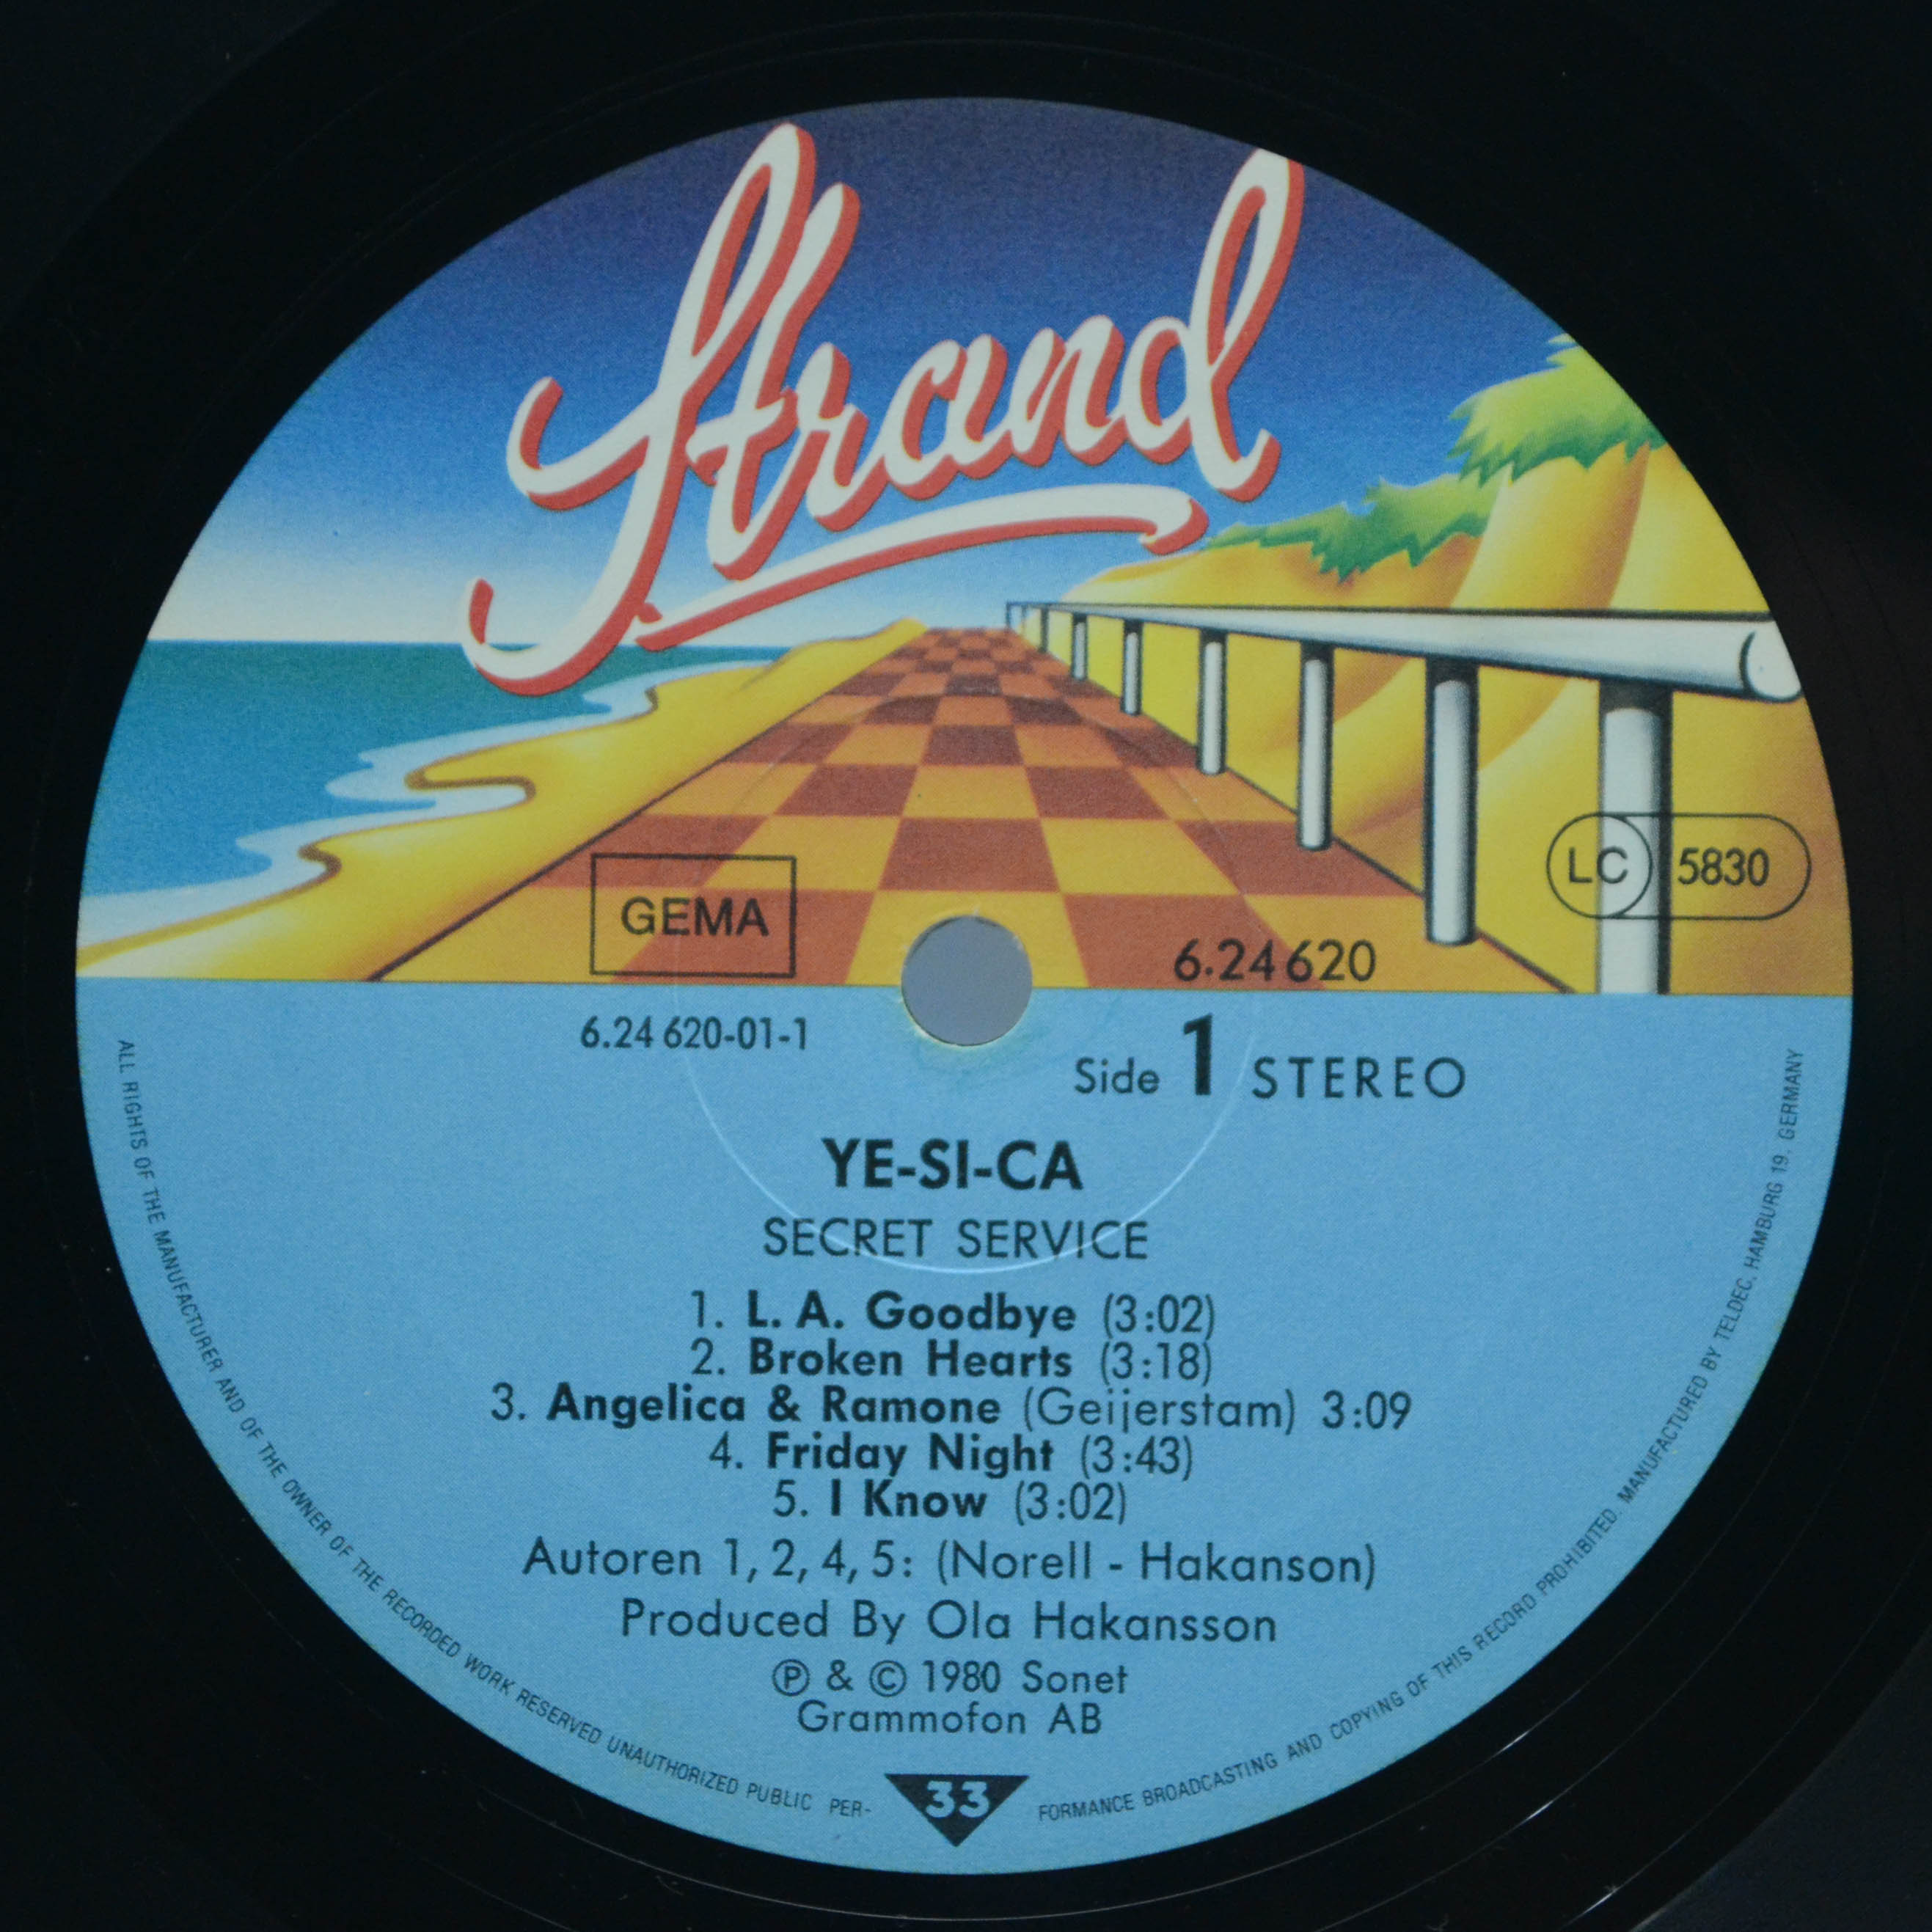 Strand
GEMA
LC 5830
6.24620
6.24 620-01-1
Side 1 STEREO
YE-SI-CA
SECRET SERVICE
1. L. A. Goodbye (3:02)
2. Broken Hearts (3:18)
3. Angelica & Ramone (Geijerstam) 3:09
4. Friday Night (3:43)
5. I Know (3:02)
Autoren 1, 2, 4, 5: (Norell - Hakanson)
Produced By Ola Hakansson
Ⓟ & © 1980 Sonet
Grammofon AB
33
ALL RIGHTS OF THE MANUFACTURER AND OF THE OWNER OF THE RECORDED WORK RESERVED UNAUTHORIZED PUBLIC PER-
FORMANCE BROADCASTING AND COPYING OF THIS RECORD PROHIBITED. MANUFACTURED BY TELDEC, HAMBURG 19. GERMANY